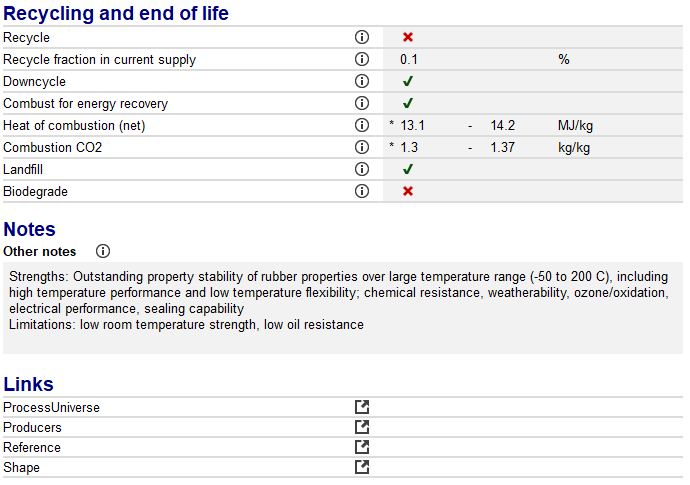 Recycling and end of life
Recycle ✗
Recycle fraction in current supply 0.1 %
Downcycle ✓
Combust for energy recovery ✓
Heat of combustion (net) * 13.1 - 14.2 MJ/kg
Combustion CO2 * 1.3 - 1.37 kg/kg
Landfill ✓
Biodegrade ✗
Notes
Other notes
Strengths: Outstanding property stability of rubber properties over large temperature range (-50 to 200 C), including
high temperature performance and low temperature flexibility; chemical resistance, weatherability, ozone/oxidation,
electrical performance, sealing capability
Limitations: low room temperature strength, low oil resistance
Links
ProcessUniverse
Producers
Reference
Shape